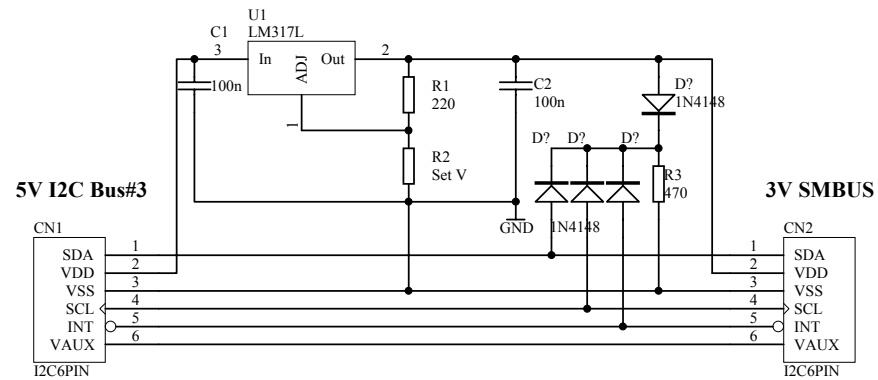 U1
C1
LM317L
3
In
ADJ
Out
2
100n
1
R1
220
R2
Set V
C2
100n
D?
1N4148
D?
D?
D?
R3
470
GND
1N4148
5V I2C Bus#3
3V SMBUS
CN1
SDA 1
VDD 2
VSS 3
SCL 4
INT 5
VAUX 6
I2C6PIN
CN2
1 SDA
2 VDD
3 VSS
4 SCL
5 INT
6 VAUX
I2C6PIN